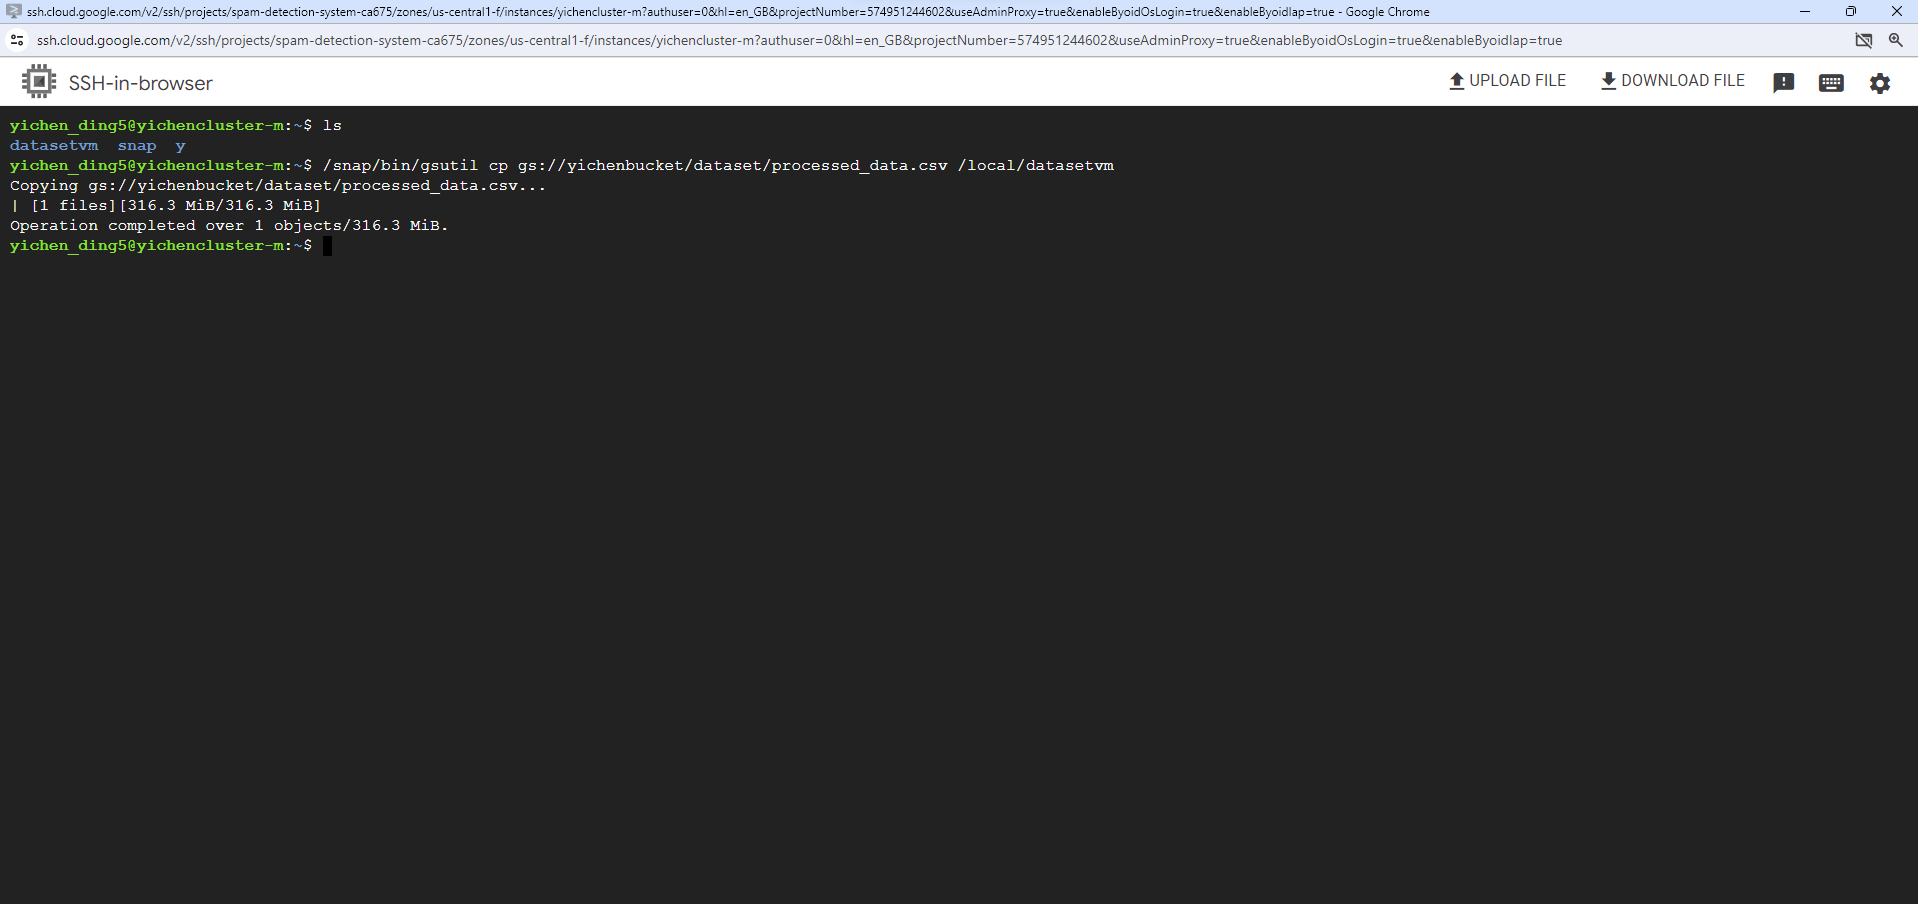 ssh.cloud.google.com/v2/ssh/projects/spam-detection-system-ca675/zones/us-central1-f/instances/yichencluster-m?authuser=0&hl=en_GB&projectNumber=574951244602&useAdminProxy=true&enableByoidOsLogin=true&enableByoidIap=true - Google Chrome
ssh.cloud.google.com/v2/ssh/projects/spam-detection-system-ca675/zones/us-central1-f/instances/yichencluster-m?authuser=0&hl=en_GB&projectNumber=574951244602&useAdminProxy=true&enableByoidOsLogin=true&enableByoidIap=true
SSH-in-browser UPLOAD FILE DOWNLOAD FILE
yichen_ding5@yichencluster-m:~$ ls
datasetvm  snap  y
yichen_ding5@yichencluster-m:~$ /snap/bin/gsutil cp gs://yichenbucket/dataset/processed_data.csv /local/datasetvm
Copying gs://yichenbucket/dataset/processed_data.csv...
| [1 files][316.3 MiB/316.3 MiB]
Operation completed over 1 objects/316.3 MiB.
yichen_ding5@yichencluster-m:~$